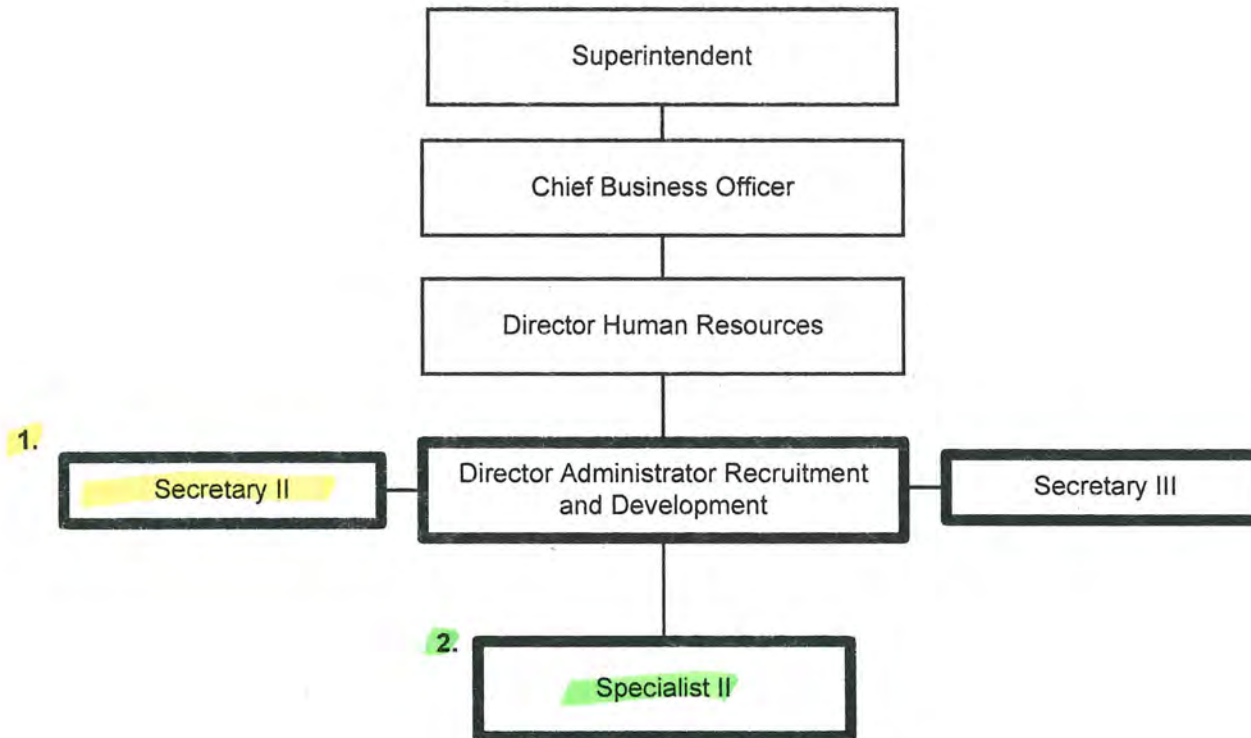 Superintendent
Chief Business Officer
Director Human Resources
1.
Secretary II
Director Administrator Recruitment
and Development
Secretary III
2.
Specialist II